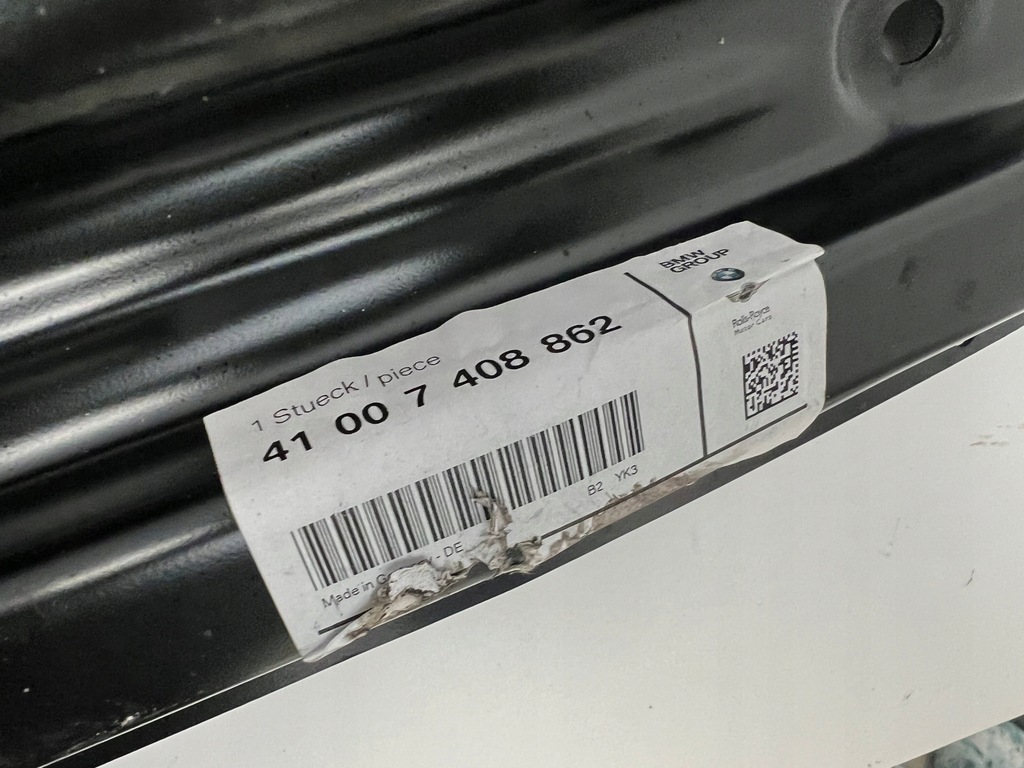 1 Stueck / piece
41 00 7 408 862
B2 YK3
Made in - DE
BMW
GROUP
Rolls-Royce
Motor Cars